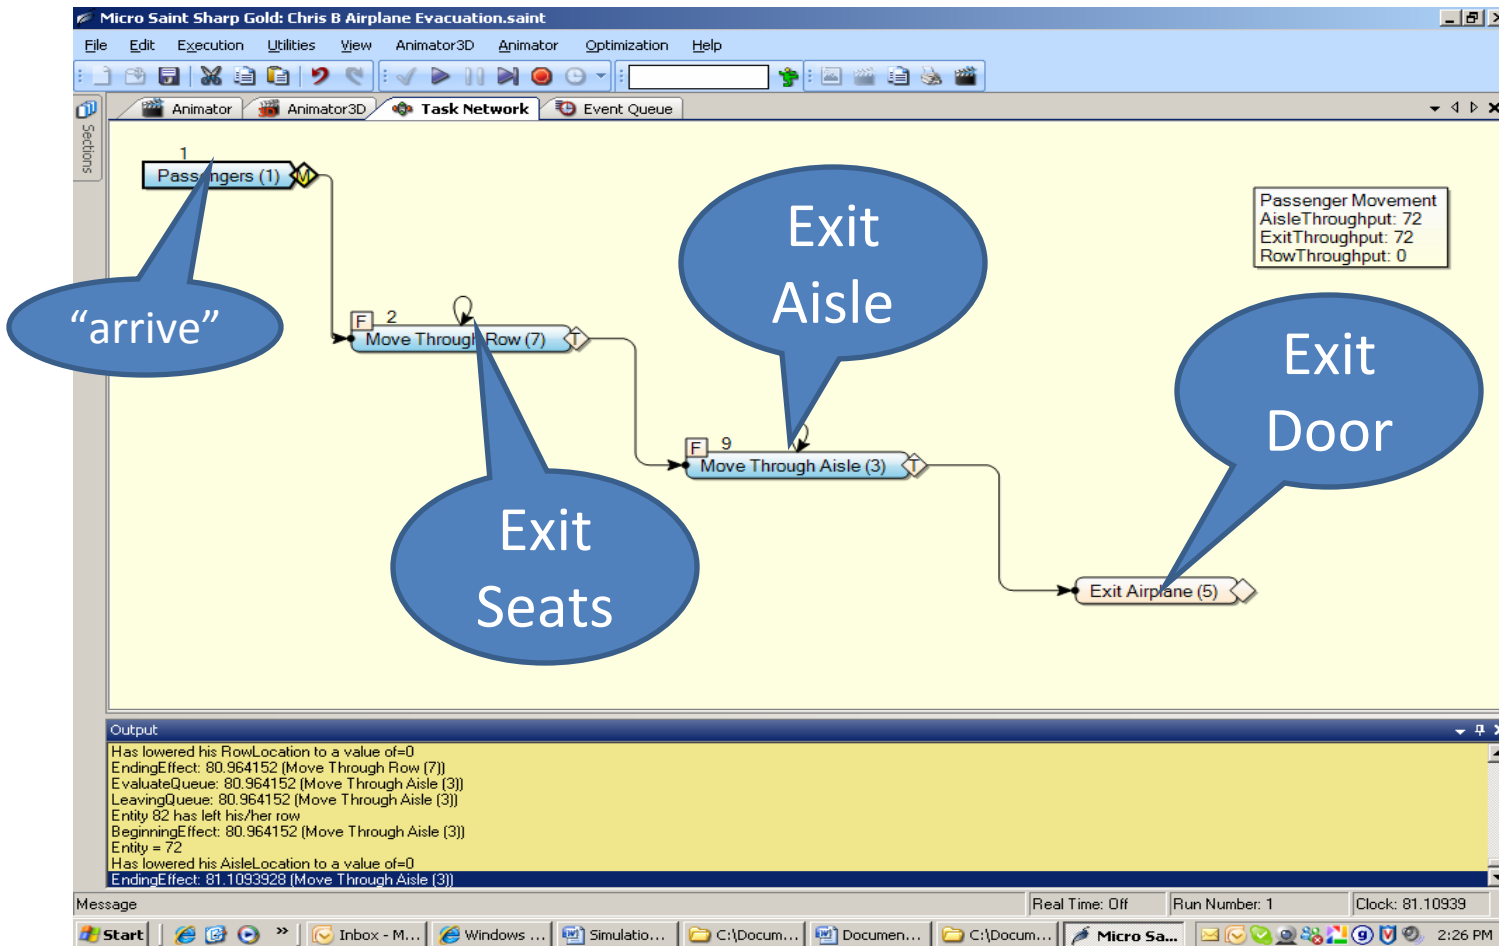 Micro Saint Sharp Gold: Chris B Airplane Evacuation.saint
File Edit Execution Utilities View Animator3D Animator Optimization Help
Animator Animator3D Task Network Event Queue
Sections
1
Passengers (1) M
"arrive"
F 2
Move Through Row (7) T
Exit
Seats
Exit
Aisle
F 9
Move Through Aisle (3) T
Passenger Movement
AisleThroughput: 72
ExitThroughput: 72
RowThroughput: 0
Exit
Door
Exit Airplane (5)
Output
Has lowered his RowLocation to a value of=0
EndingEffect: 80.964152 (Move Through Row (7))
EvaluateQueue: 80.964152 (Move Through Aisle (3))
LeavingQueue: 80.964152 (Move Through Aisle (3))
Entity 82 has left his/her row
BeginningEffect: 80.964152 (Move Through Aisle (3))
Entity = 72
Has lowered his AisleLocation to a value of=0
EndingEffect: 81.1093928 (Move Through Aisle (3))
Message Real Time: Off Run Number: 1 Clock: 81.10939
Start » Inbox - M... Windows ... Simulatio... C:\Docum... Documen... C:\Docum... Micro Sa... 2:26 PM